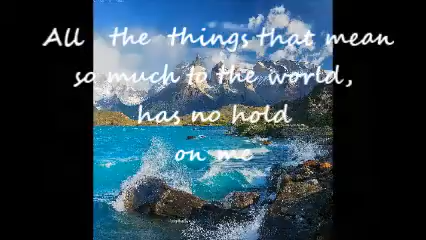 All the things that mean
so much to the world,
has no hold
on me